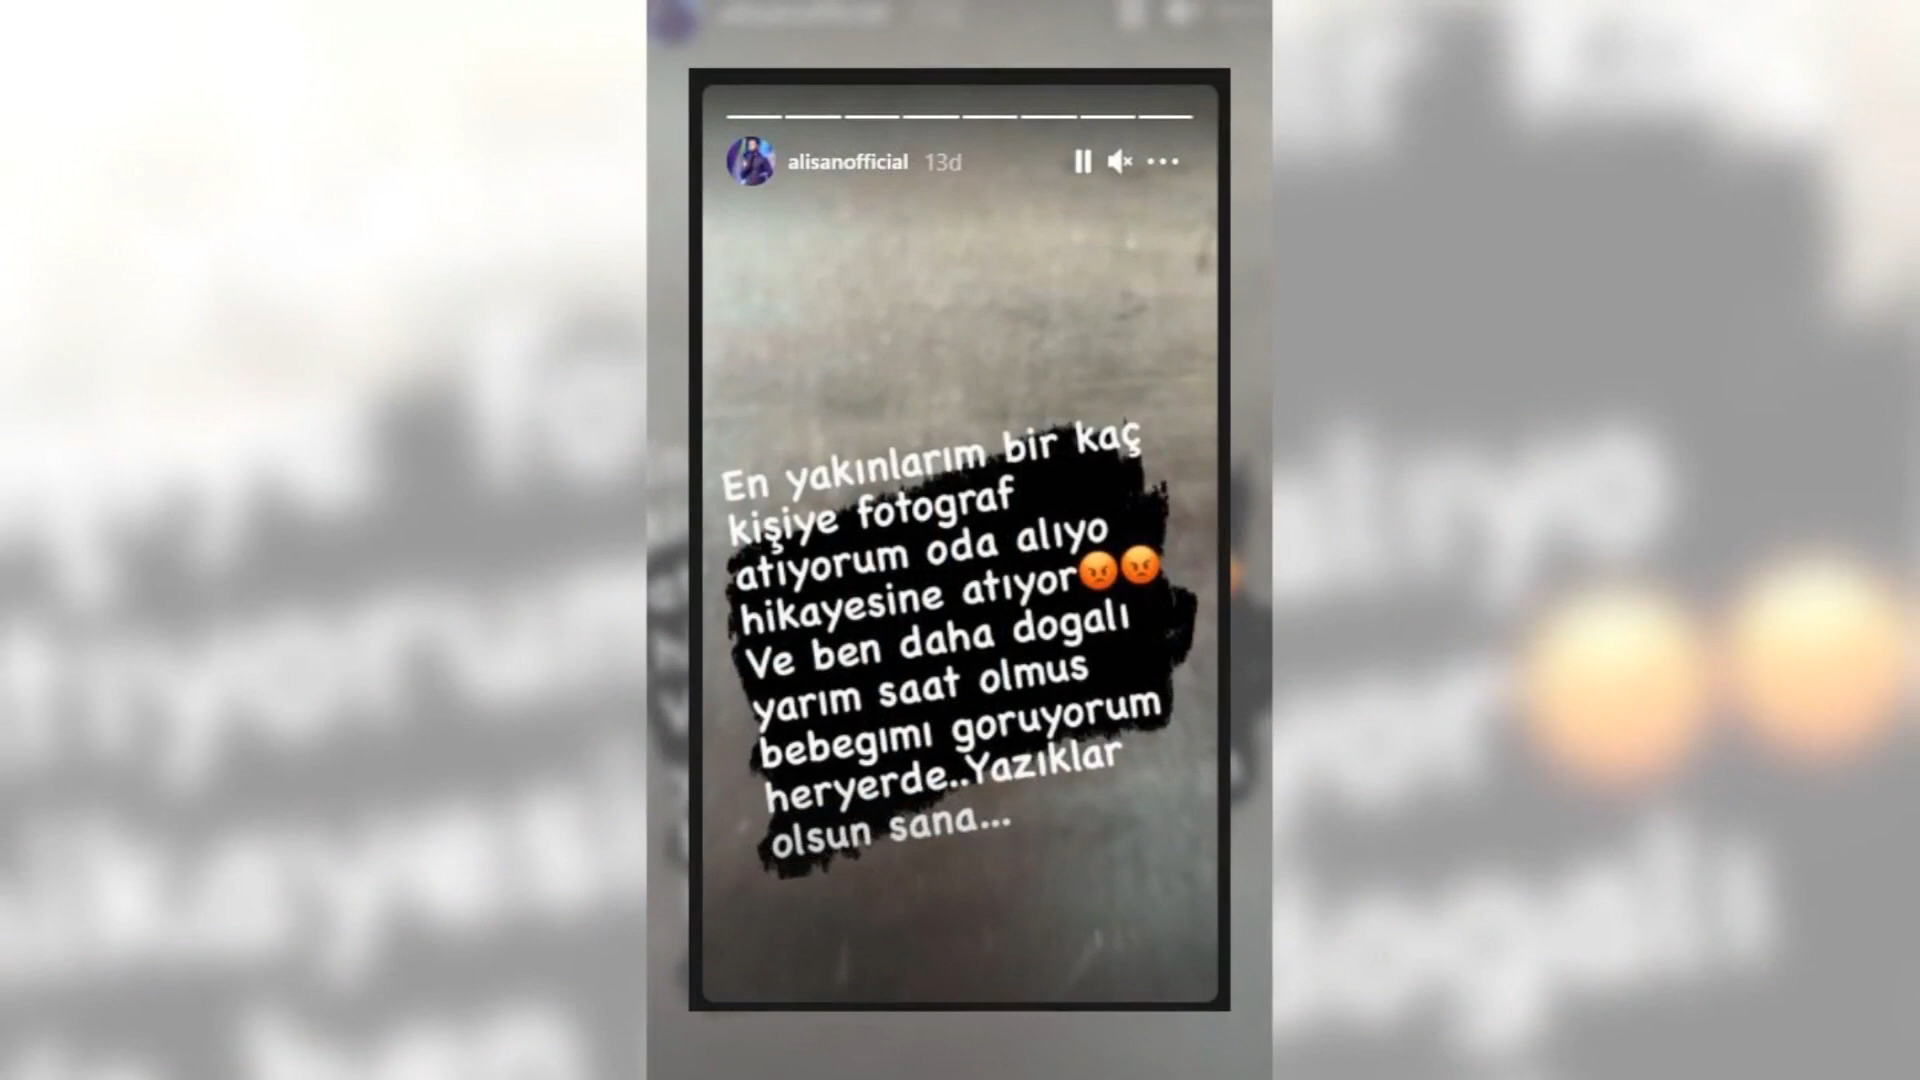 alisanofficial 13d
En yakınlarım bir kaç
kişiye fotograf
atıyorum oda alıyo
hikayesine atıyor😡😡
Ve ben daha dogalı
yarım saat olmus
bebegımı goruyorum
heryerde..Yazıklar
olsun sana...